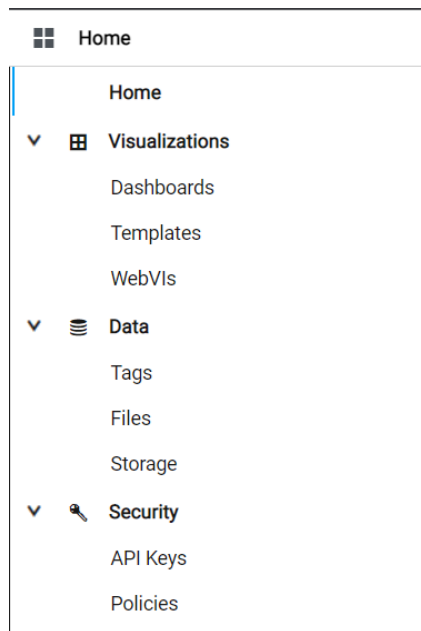 Home
Home
Visualizations
Dashboards
Templates
WebVIs
Data
Tags
Files
Storage
Security
API Keys
Policies